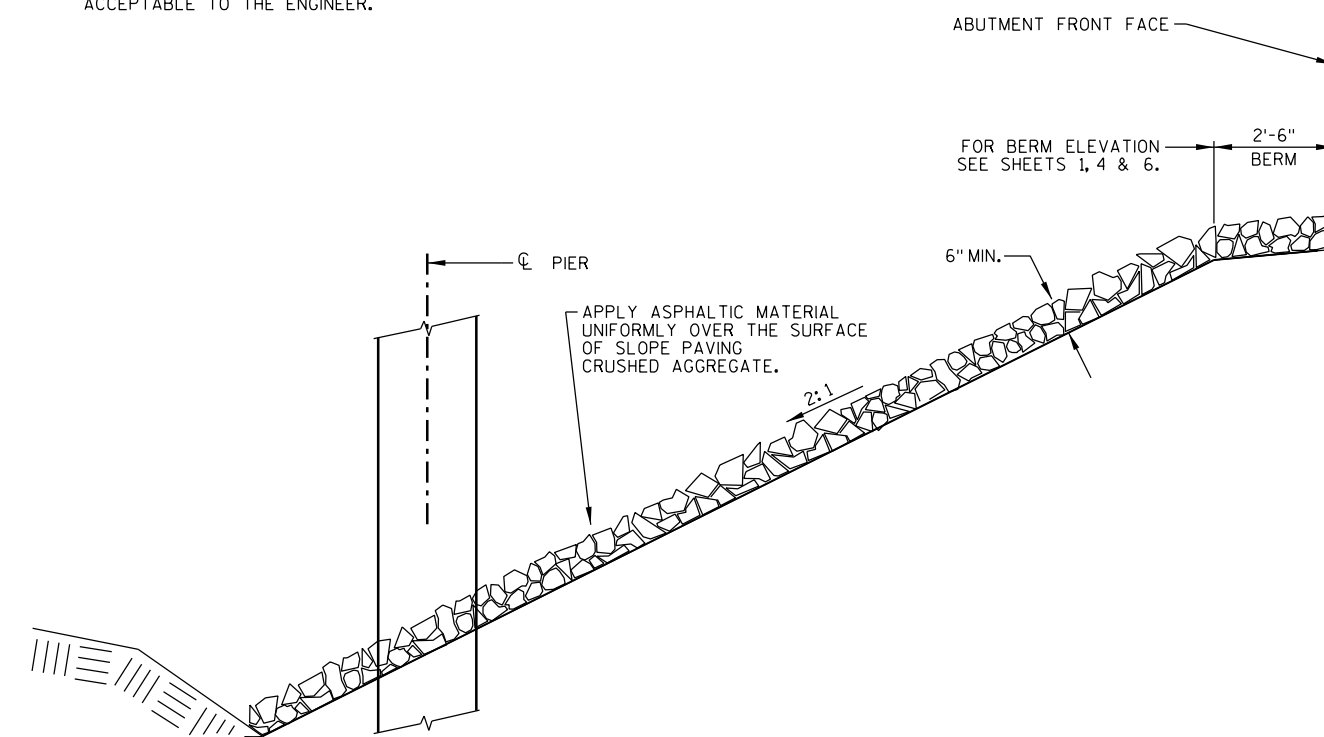 ACCEPTABLE TO THE ENGINEER.
ABUTMENT FRONT FACE
2'-6"
BERM
FOR BERM ELEVATION
SEE SHEETS 1, 4 & 6.
6" MIN.
℄ PIER
APPLY ASPHALTIC MATERIAL
UNIFORMLY OVER THE SURFACE
OF SLOPE PAVING
CRUSHED AGGREGATE.
2:1